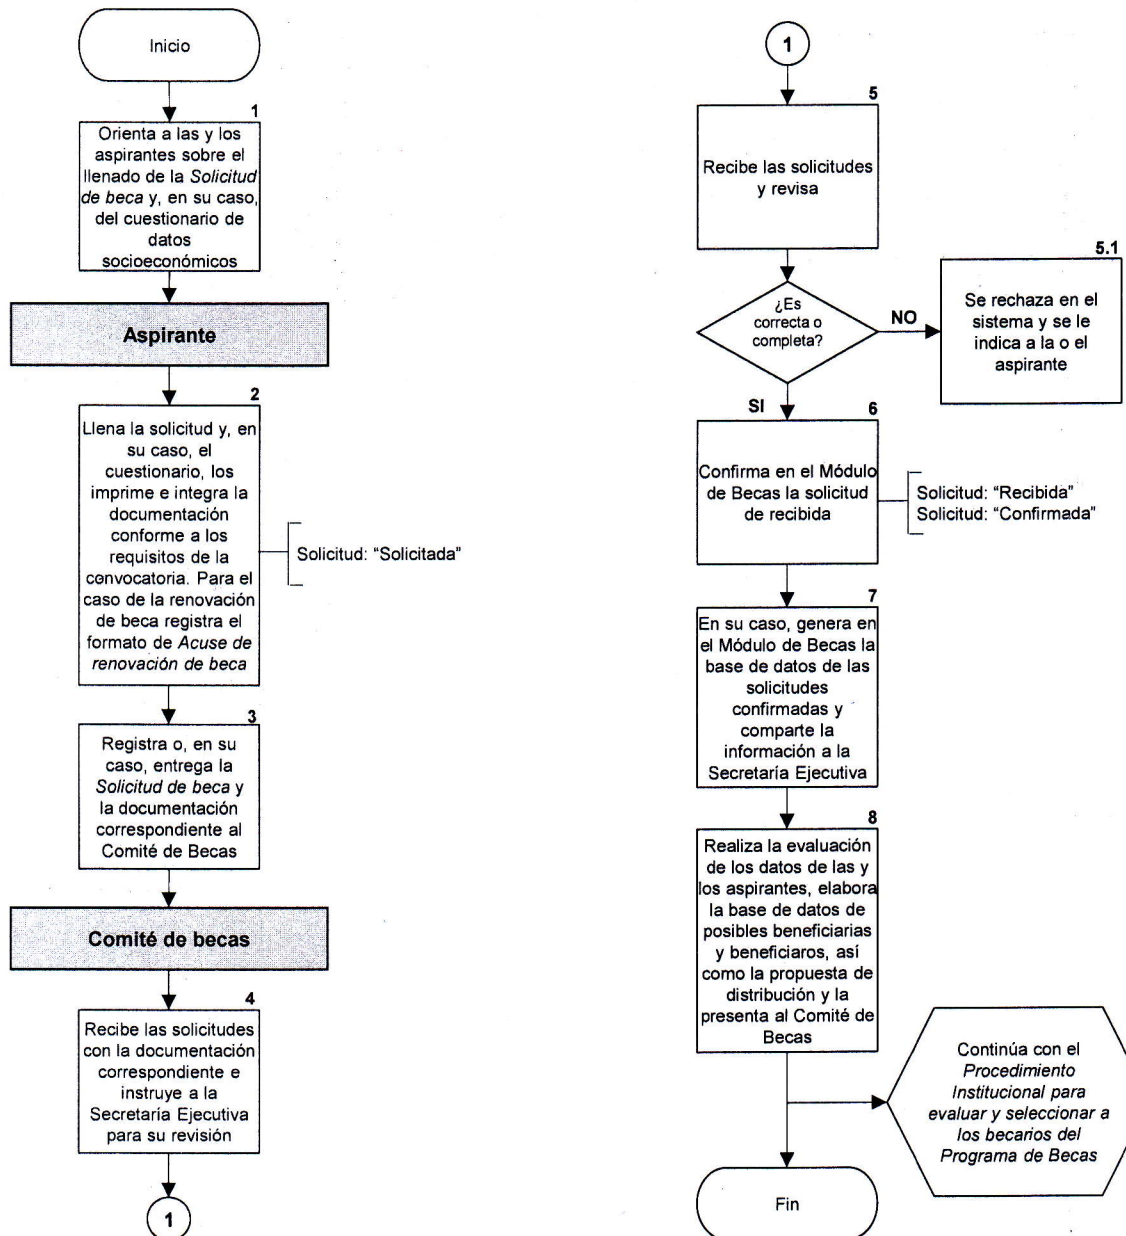 Inicio
1
Orienta a las y los
aspirantes sobre el
llenado de la Solicitud
de beca y, en su caso,
del cuestionario de
datos
socioeconómicos
Aspirante
2
Llena la solicitud y, en
su caso, el
cuestionario, los
imprime e integra la
documentación
conforme a los
requisitos de la
convocatoria. Para el
caso de la renovación
de beca registra el
formato de Acuse de
renovación de beca
Solicitud: “Solicitada”
3
Registra o, en su
caso, entrega la
Solicitud de beca y
la documentación
correspondiente al
Comité de Becas
Comité de becas
4
Recibe las solicitudes
con la documentación
correspondiente e
instruye a la
Secretaría Ejecutiva
para su revisión
1
1
5
Recibe las solicitudes
y revisa
¿Es
correcta o
completa?
NO
5.1
Se rechaza en el
sistema y se le
indica a la o el
aspirante
SI
6
Confirma en el Módulo
de Becas la solicitud
de recibida
Solicitud: “Recibida”
Solicitud: “Confirmada”
7
En su caso, genera en
el Módulo de Becas la
base de datos de las
solicitudes
confirmadas y
comparte la
información a la
Secretaría Ejecutiva
8
Realiza la evaluación
de los datos de las y
los aspirantes, elabora
la base de datos de
posibles beneficiarias
y beneficiaros, así
como la propuesta de
distribución y la
presenta al Comité de
Becas
Continúa con el
Procedimiento
Institucional para
evaluar y seleccionar a
los becarios del
Programa de Becas
Fin